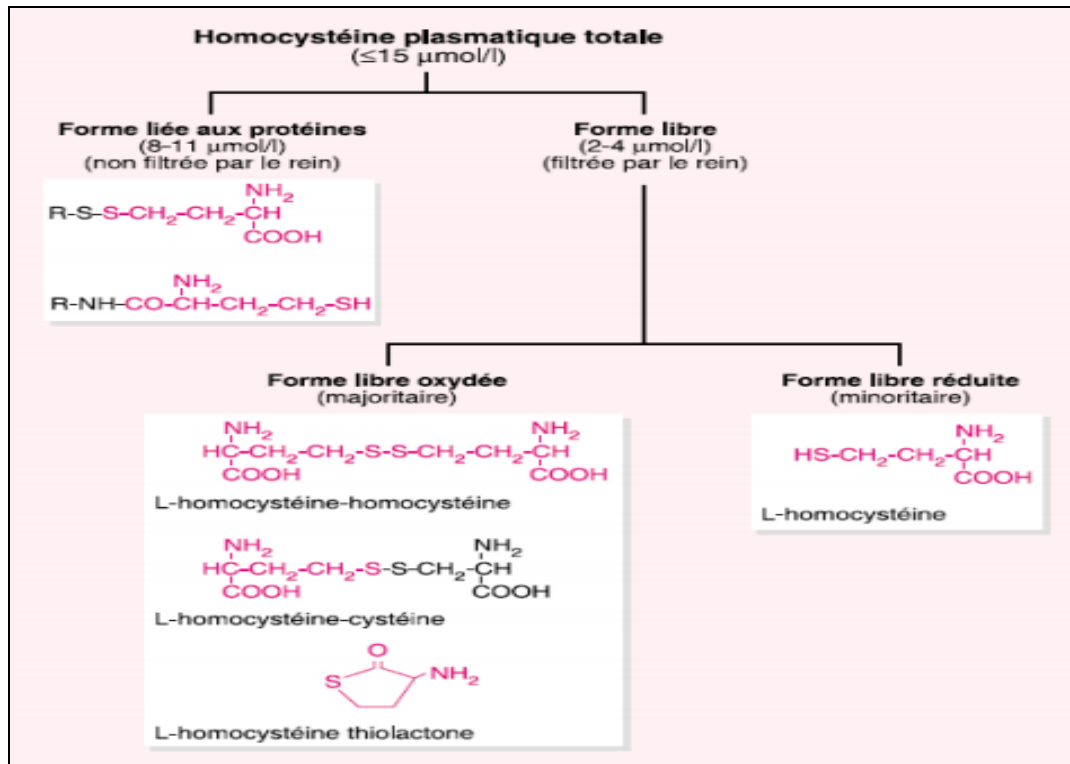 Homocystéine plasmatique totale
(≤15 µmol/l)
Forme liée aux protéines
(8–11 µmol/l)
(non filtrée par le rein)
NH2
R-S-S-CH2-CH2-CH
COOH
NH2
R-NH-CO-CH-CH2-CH2-SH
Forme libre
(2-4 µmol/l)
(filtrée par le rein)
Forme libre oxydée
(majoritaire)
NH2 NH2
HC-CH2-CH2-S-S-CH2-CH2-CH
COOH COOH
L-homocystéine-homocystéine
NH2 NH2
HC-CH2-CH2-S-S-CH2-CH
COOH COOH
L-homocystéine-cystéine
O
S NH2
L-homocystéine thiolactone
Forme libre réduite
(minoritaire)
NH2
HS-CH2-CH2-CH
COOH
L-homocystéine